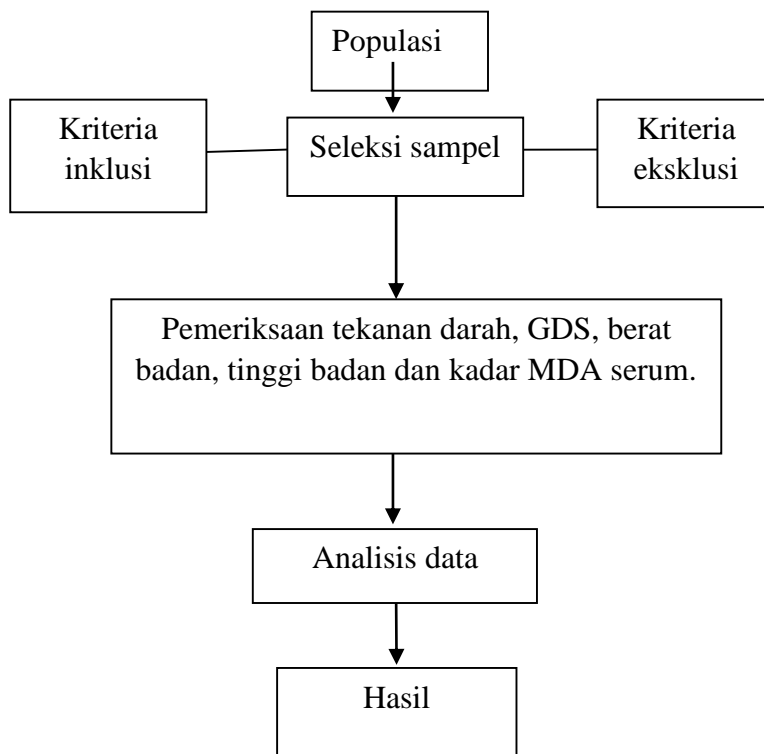 Populasi
Kriteria
inklusi
Seleksi sampel
Kriteria
eksklusi
Pemeriksaan tekanan darah, GDS, berat
badan, tinggi badan dan kadar MDA serum.
Analisis data
Hasil